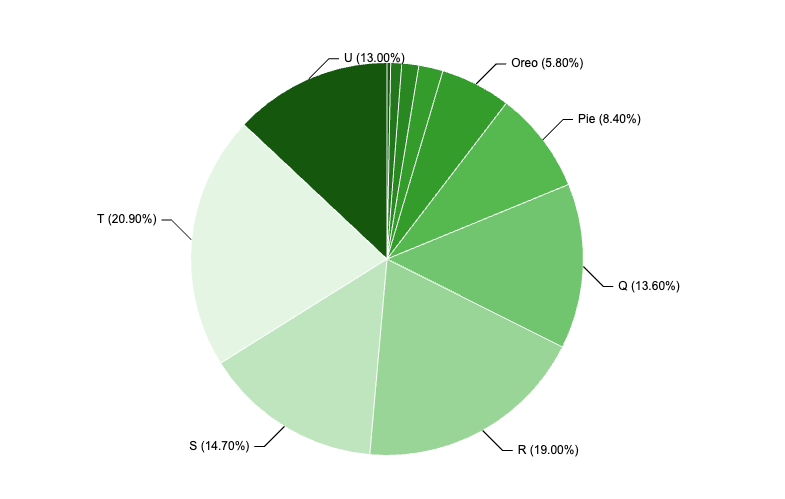 U (13.00%)
Oreo (5.80%)
Pie (8.40%)
T (20.90%)
Q (13.60%)
S (14.70%)
R (19.00%)